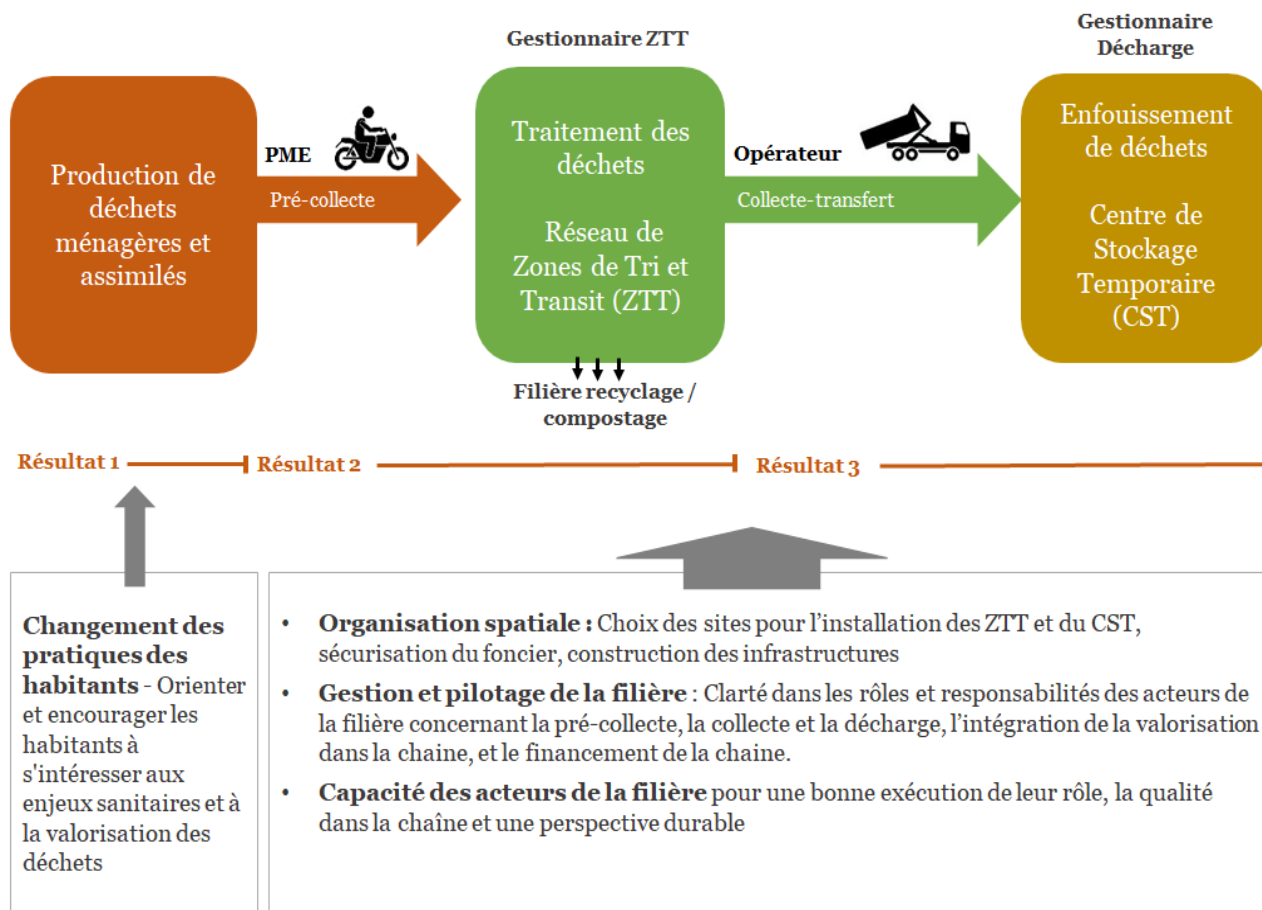 Gestionnaire ZTT
Gestionnaire
Décharge
Production de
déchets
ménagères et
assimilés
PME
Pré-collecte
Traitement des
déchets
Réseau de
Zones de Tri et
Transit (ZTT)
Opérateur
Collecte-transfert
Enfouissement
de déchets
Centre de
Stockage
Temporaire
(CST)
Filière recyclage /
compostage
Résultat 1
Résultat 2
Résultat 3
Changement des
pratiques des
habitants - Orienter
et encourager les
habitants à
s'intéresser aux
enjeux sanitaires et à
la valorisation des
déchets
• Organisation spatiale : Choix des sites pour l’installation des ZTT et du CST,
sécurisation du foncier, construction des infrastructures
• Gestion et pilotage de la filière : Clarté dans les rôles et responsabilités des acteurs de
la filière concernant la pré-collecte, la collecte et la décharge, l’intégration de la valorisation
dans la chaine, et le financement de la chaine.
• Capacité des acteurs de la filière pour une bonne exécution de leur rôle, la qualité
dans la chaîne et une perspective durable